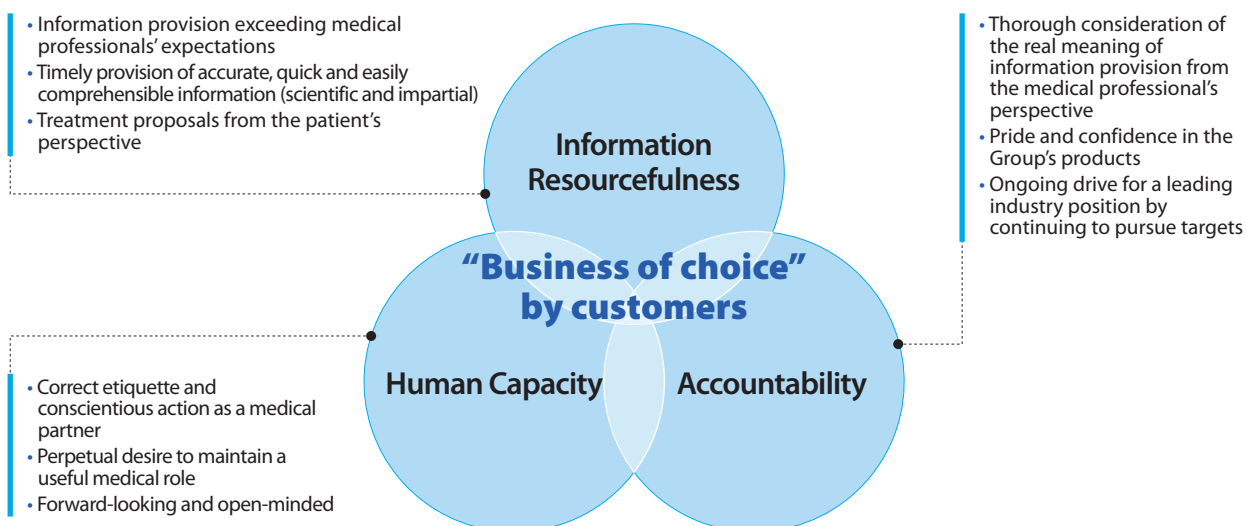 • Information provision exceeding medical
professionals’ expectations
• Timely provision of accurate, quick and easily
comprehensible information (scientific and impartial)
• Treatment proposals from the patient’s
perspective
• Thorough consideration of
the real meaning of
information provision from
the medical professional’s
perspective
• Pride and confidence in the
Group’s products
• Ongoing drive for a leading
industry position by
continuing to pursue targets
Information
Resourcefulness
“Business of choice”
by customers
Human Capacity
Accountability
• Correct etiquette and
conscientious action as a medical
partner
• Perpetual desire to maintain a
useful medical role
• Forward-looking and open-minded